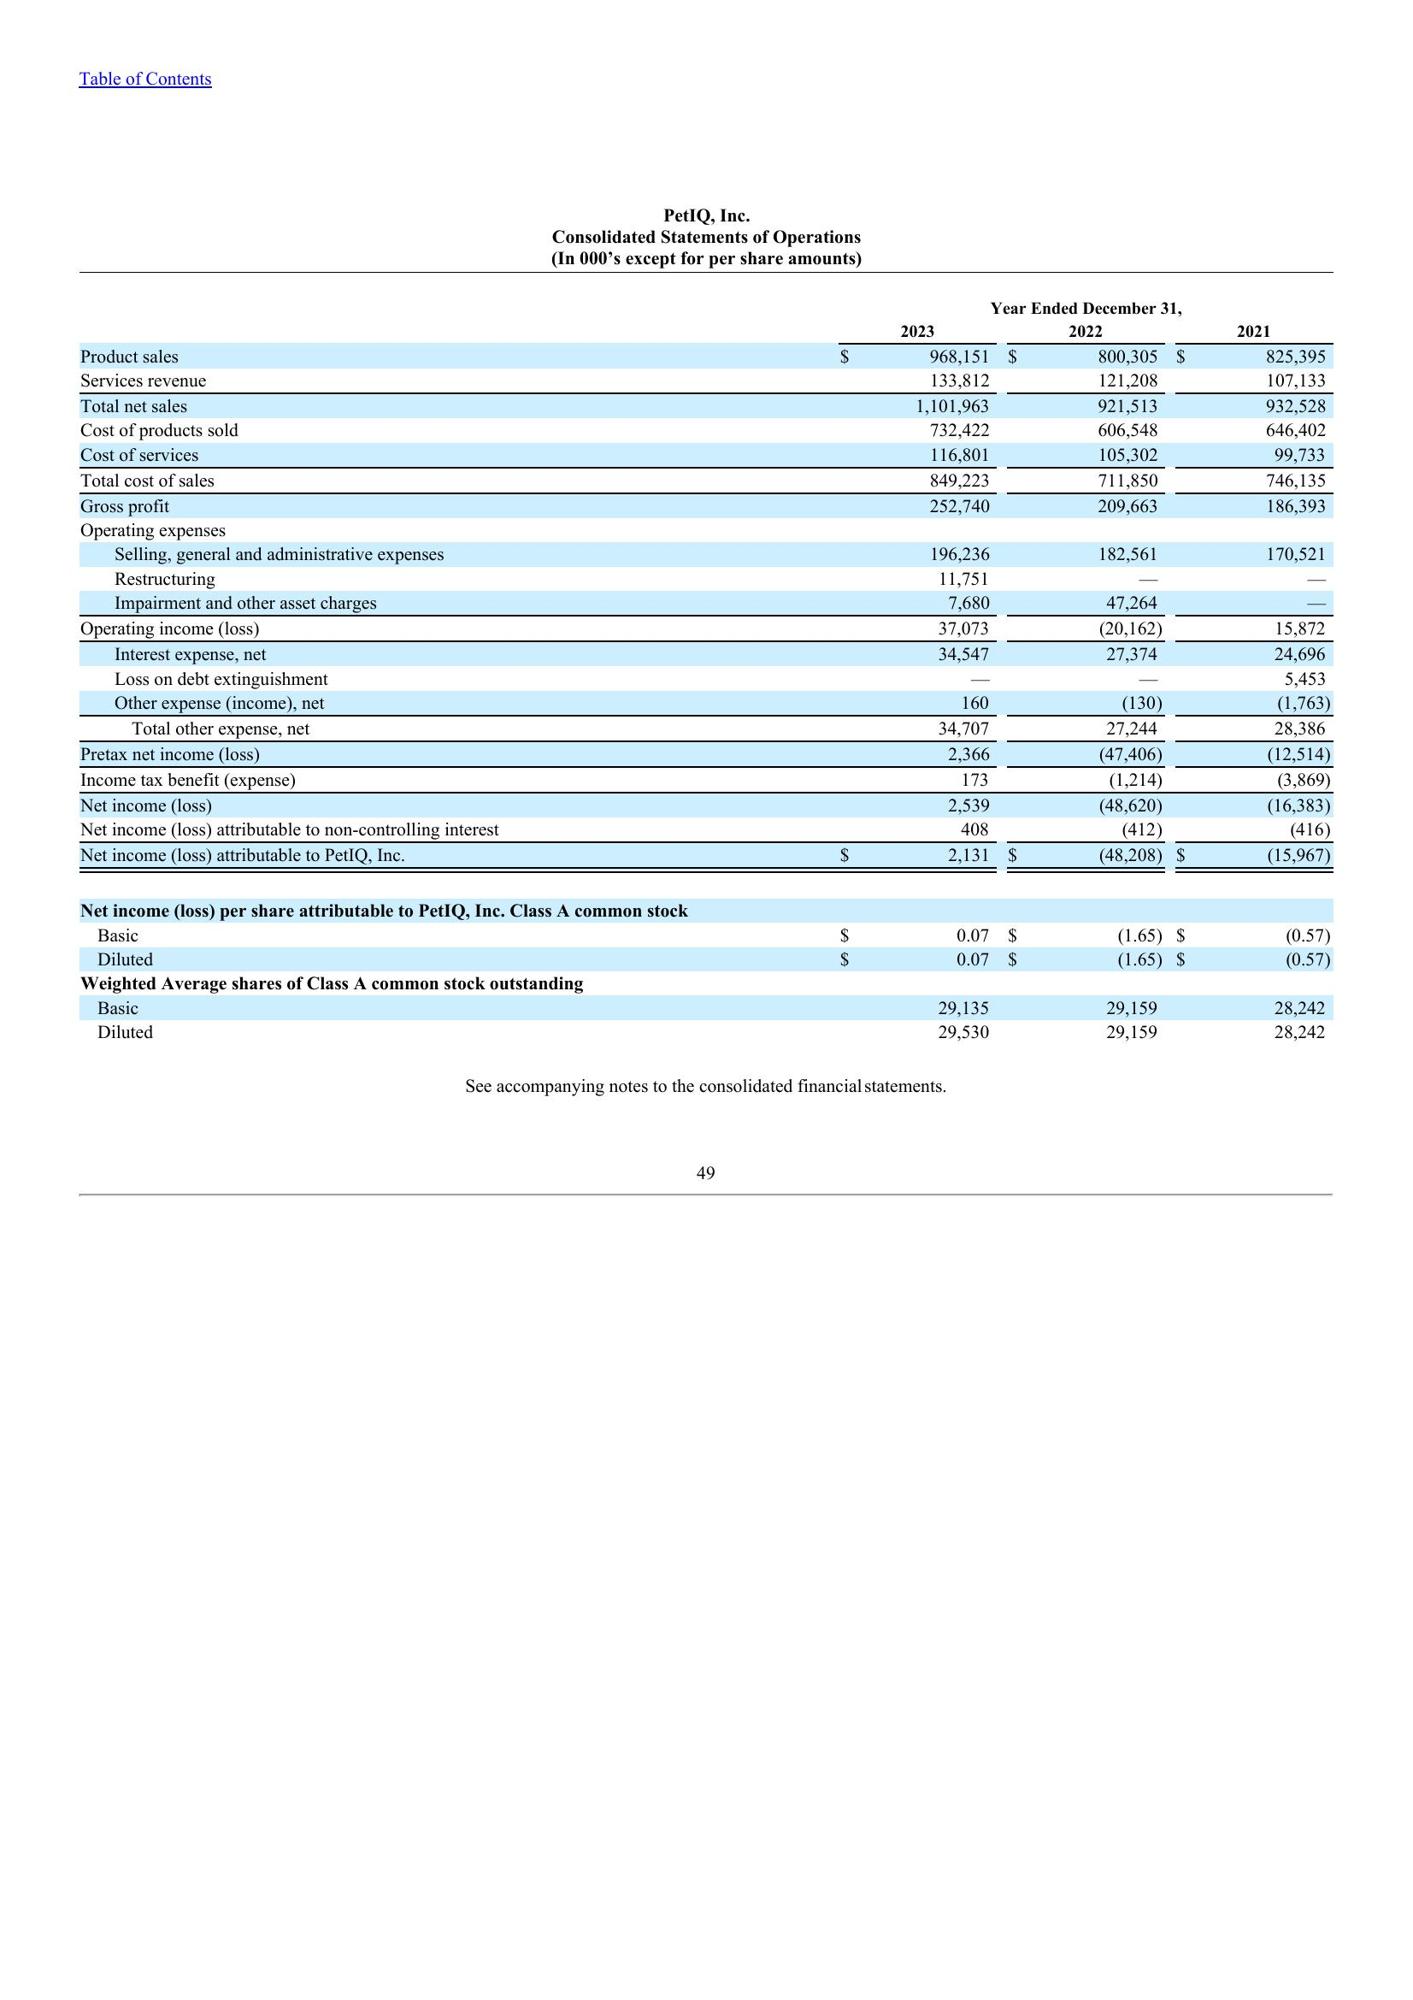 Table of Contents
PetIQ, Inc.
Consolidated Statements of Operations
(In 000’s except for per share amounts)
Year Ended December 31,
2023 2022 2021
Product sales $ 968,151 $ 800,305 $ 825,395
Services revenue 133,812 121,208 107,133
Total net sales 1,101,963 921,513 932,528
Cost of products sold 732,422 606,548 646,402
Cost of services 116,801 105,302 99,733
Total cost of sales 849,223 711,850 746,135
Gross profit 252,740 209,663 186,393
Operating expenses
Selling, general and administrative expenses 196,236 182,561 170,521
Restructuring 11,751 — —
Impairment and other asset charges 7,680 47,264 —
Operating income (loss) 37,073 (20,162) 15,872
Interest expense, net 34,547 27,374 24,696
Loss on debt extinguishment — — 5,453
Other expense (income), net 160 (130) (1,763)
Total other expense, net 34,707 27,244 28,386
Pretax net income (loss) 2,366 (47,406) (12,514)
Income tax benefit (expense) 173 (1,214) (3,869)
Net income (loss) 2,539 (48,620) (16,383)
Net income (loss) attributable to non-controlling interest 408 (412) (416)
Net income (loss) attributable to PetIQ, Inc. $ 2,131 $ (48,208) $ (15,967)
Net income (loss) per share attributable to PetIQ, Inc. Class A common stock
Basic $ 0.07 $ (1.65) $ (0.57)
Diluted $ 0.07 $ (1.65) $ (0.57)
Weighted Average shares of Class A common stock outstanding
Basic 29,135 29,159 28,242
Diluted 29,530 29,159 28,242
See accompanying notes to the consolidated financial statements.
49